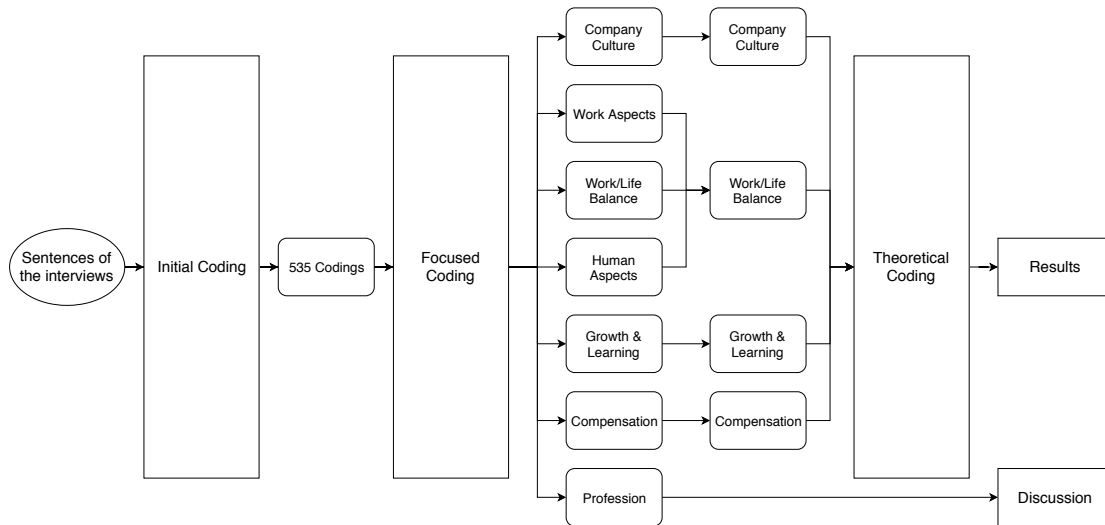 Sentences of
the interviews
Initial Coding
535 Codings
Focused
Coding
Company
Culture
Work Aspects
Work/Life
Balance
Human
Aspects
Growth &
Learning
Compensation
Profession
Company
Culture
Work/Life
Balance
Growth &
Learning
Compensation
Theoretical
Coding
Results
Discussion